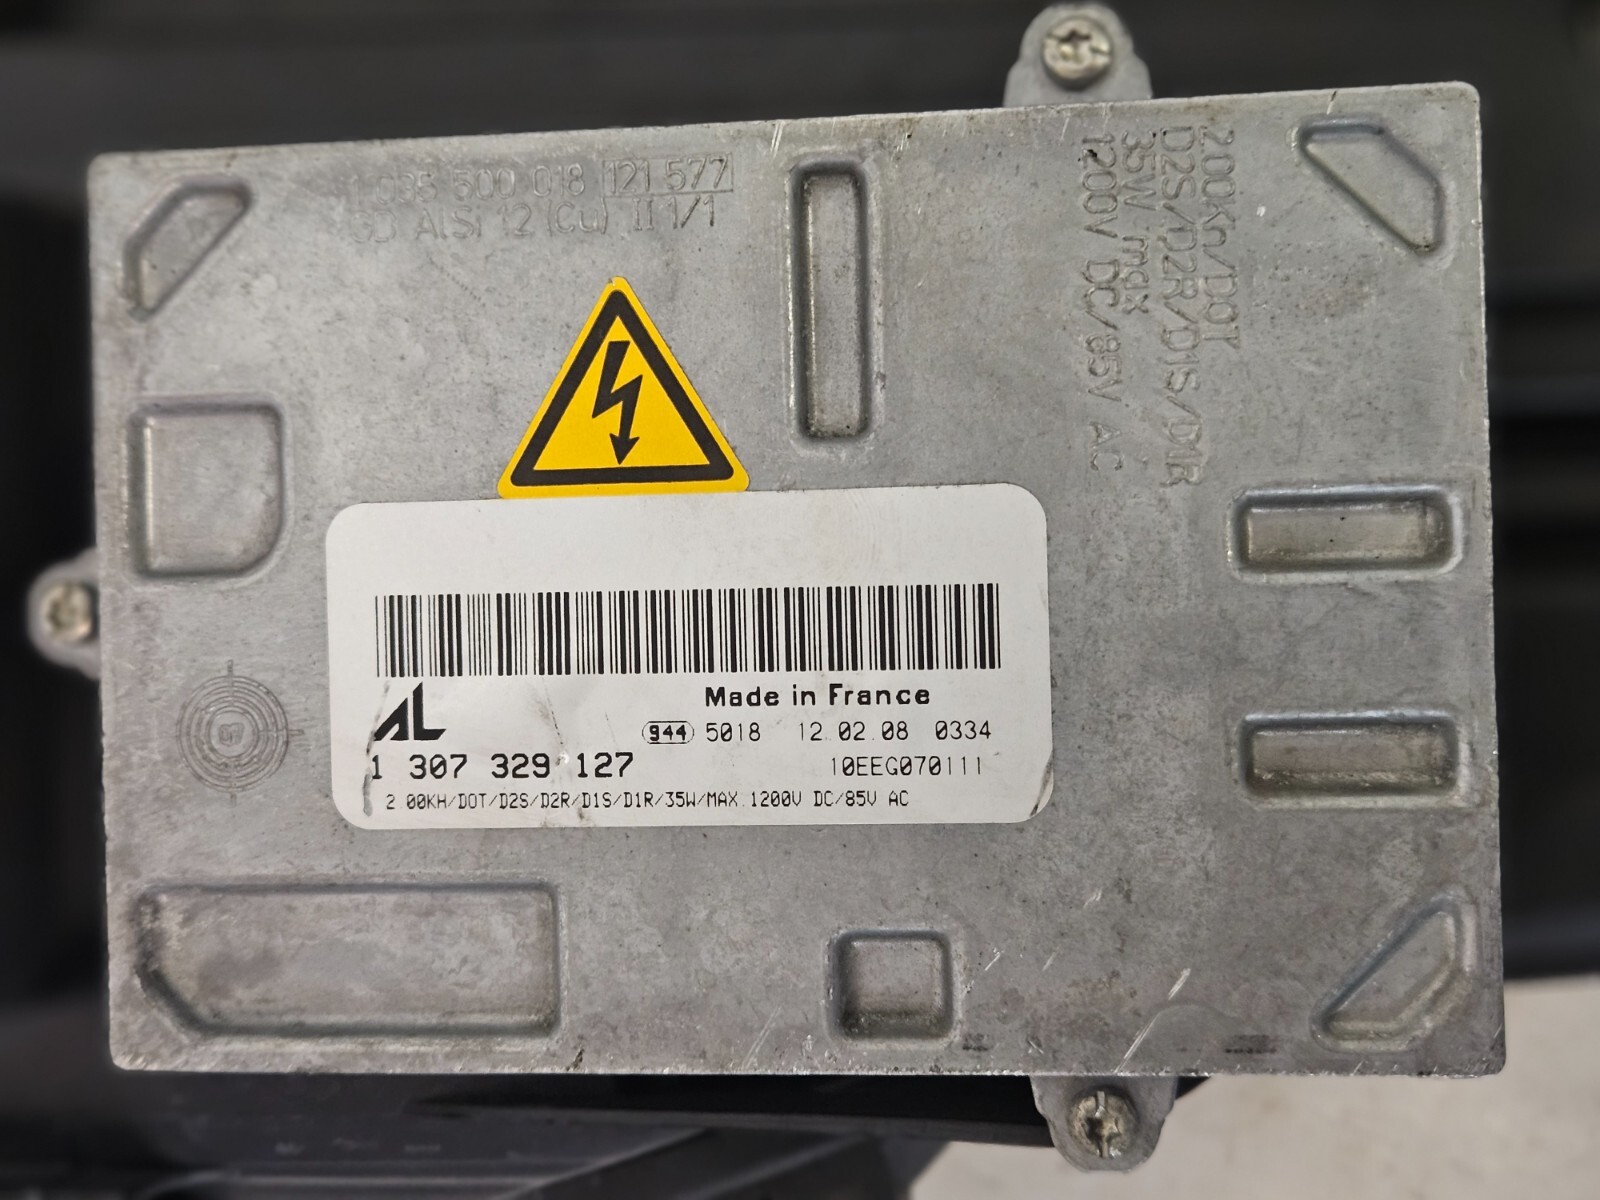 1 035 500 018 121 577
GD AlSi 12 (Cu) II 1/1
200Kh/DOT
D2S/D2R/D1S/D1R
35W max
1200V DC/85V AC
AL
Made in France
944 5018 12.02.08 0334
1 307 329 127
10EEG070111
2.00KH/DOT/D2S/D2R/D1S/D1R/35W/MAX.1200V DC/85V AC